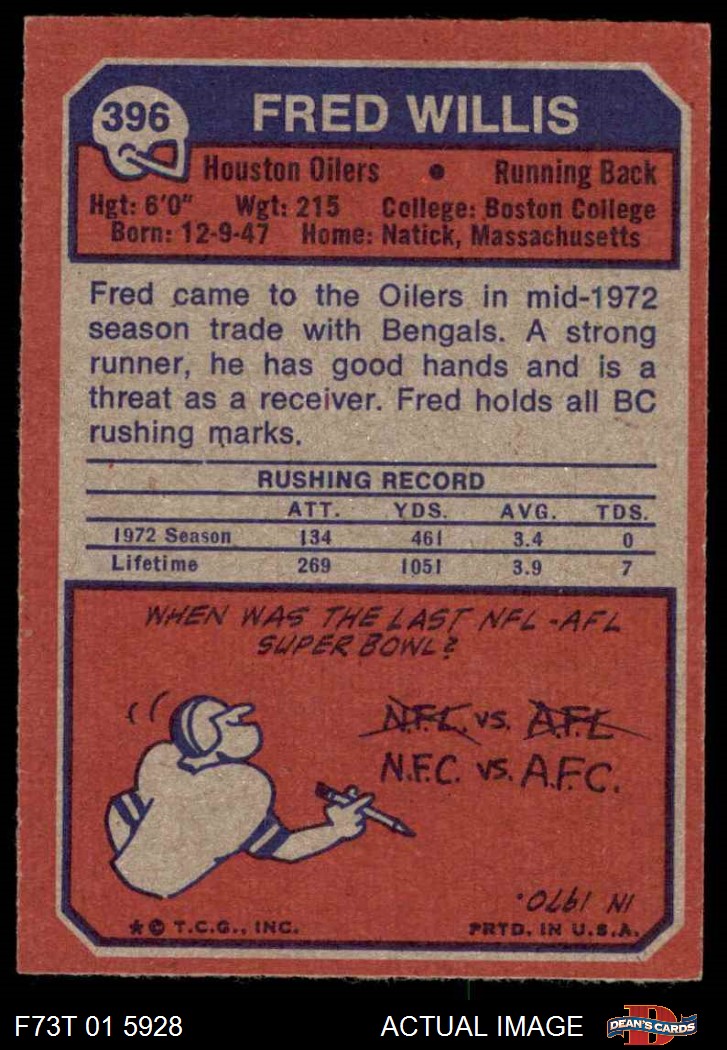 396
FRED WILLIS
Houston Oilers • Running Back
Hgt: 6'0" Wgt: 215 College: Boston College
Born: 12-9-47 Home: Natick, Massachusetts
Fred came to the Oilers in mid-1972
season trade with Bengals. A strong
runner, he has good hands and is a
threat as a receiver. Fred holds all BC
rushing marks.
RUSHING RECORD
ATT. YDS. AVG. TDS.
1972 Season 134 461 3.4 0
Lifetime 269 1051 3.9 7
WHEN WAS THE LAST NFL-AFL
SUPER BOWL?
N.F.L. vs. A.F.L
N.F.C. vs. A.F.C.
IN 1970.
*© T.C.G., INC. PRTD. IN U.S.A.
F73T 01 5928 ACTUAL IMAGE D DEAN'S CARDS